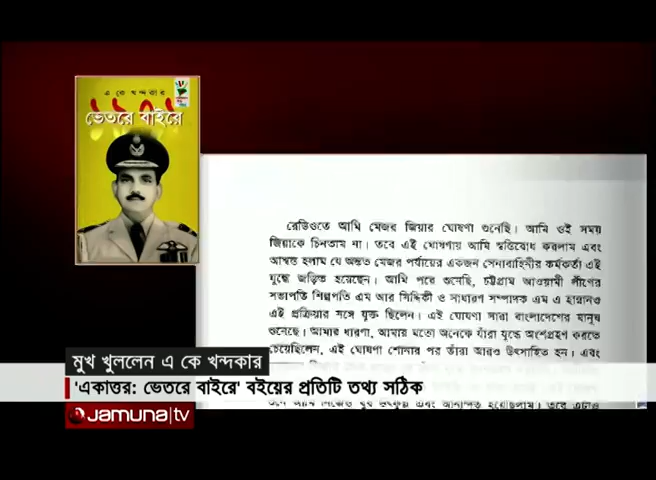 এ কে খন্দকার
১৯৭১
ভেতরে বাইরে
রেডিওতে আমি মেজর জিয়ার ঘোষণা শুনেছি। আমি ওই সময়
জিয়াকে চিনতাম না। তবে এই ঘোষণায় আমি স্বস্তিবোধ করলাম এবং
আশ্বস্ত হলাম যে অন্তত মেজর পর্যায়ের একজন সেনাবাহিনীর কর্মকর্তা এই
যুদ্ধে জড়িত হয়েছেন। আমি পরে শুনেছি, চট্টগ্রাম আওয়ামী লীগের
সভাপতি শিল্পপতি এম আর সিদ্দিকী ও সাধারণ সম্পাদক এম এ হান্নানও
এই প্রক্রিয়ার সঙ্গে যুক্ত ছিলেন। এই ঘোষণা সারা বাংলাদেশের মানুষ
শুনেছে। আমার ধারণা, আমার মতো অনেকে যাঁরা যুদ্ধে অংশগ্রহণ করতে
চেয়েছিলেন, এই ঘোষণা শোনার পর তাঁরা আরও উৎসাহিত হন। এবং
মুখ খুললেন এ কে খন্দকার
'একাত্তর: ভেতরে বাইরে' বইয়ের প্রতিটি তথ্য সঠিক
jamuna tv